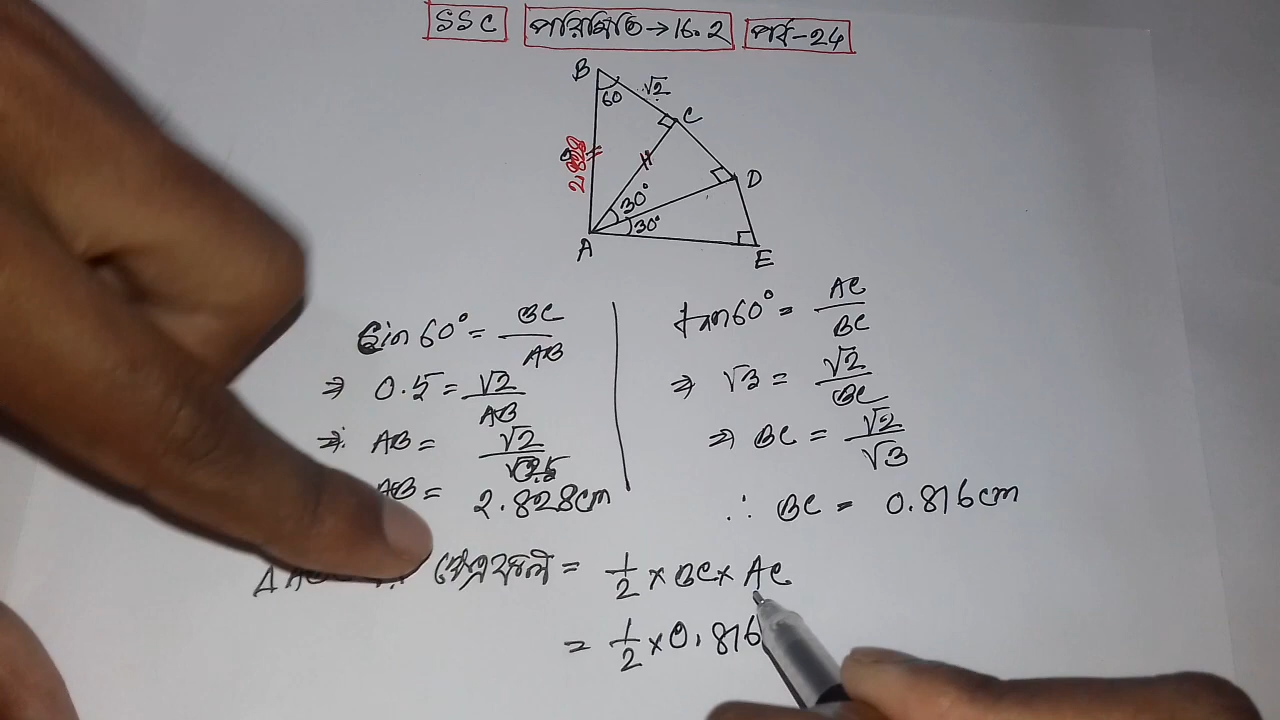 SSC পরিমিতি→16.2 পর্ব-24
B
60
√2
C
2.828
30°
D
30°
A
E
Sin 60° = BC/AB
⇒ 0.5 = √2/AB
⇒ AB = √2/√0.5
AB = 2.828cm
tan60° = AC/BC
⇒ √3 = √2/BC
⇒ BC = √2/√3
∴ BC = 0.816cm
ক্ষেত্রফল = 1/2 × BC × AC
= 1/2 × 0.816